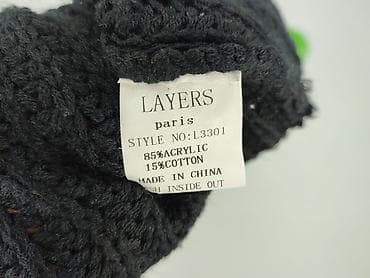 LAYERS
paris
STYLE NO:L3301
85%ACRYLIC
15%COTTON
MADE IN CHINA
INSIDE OUT